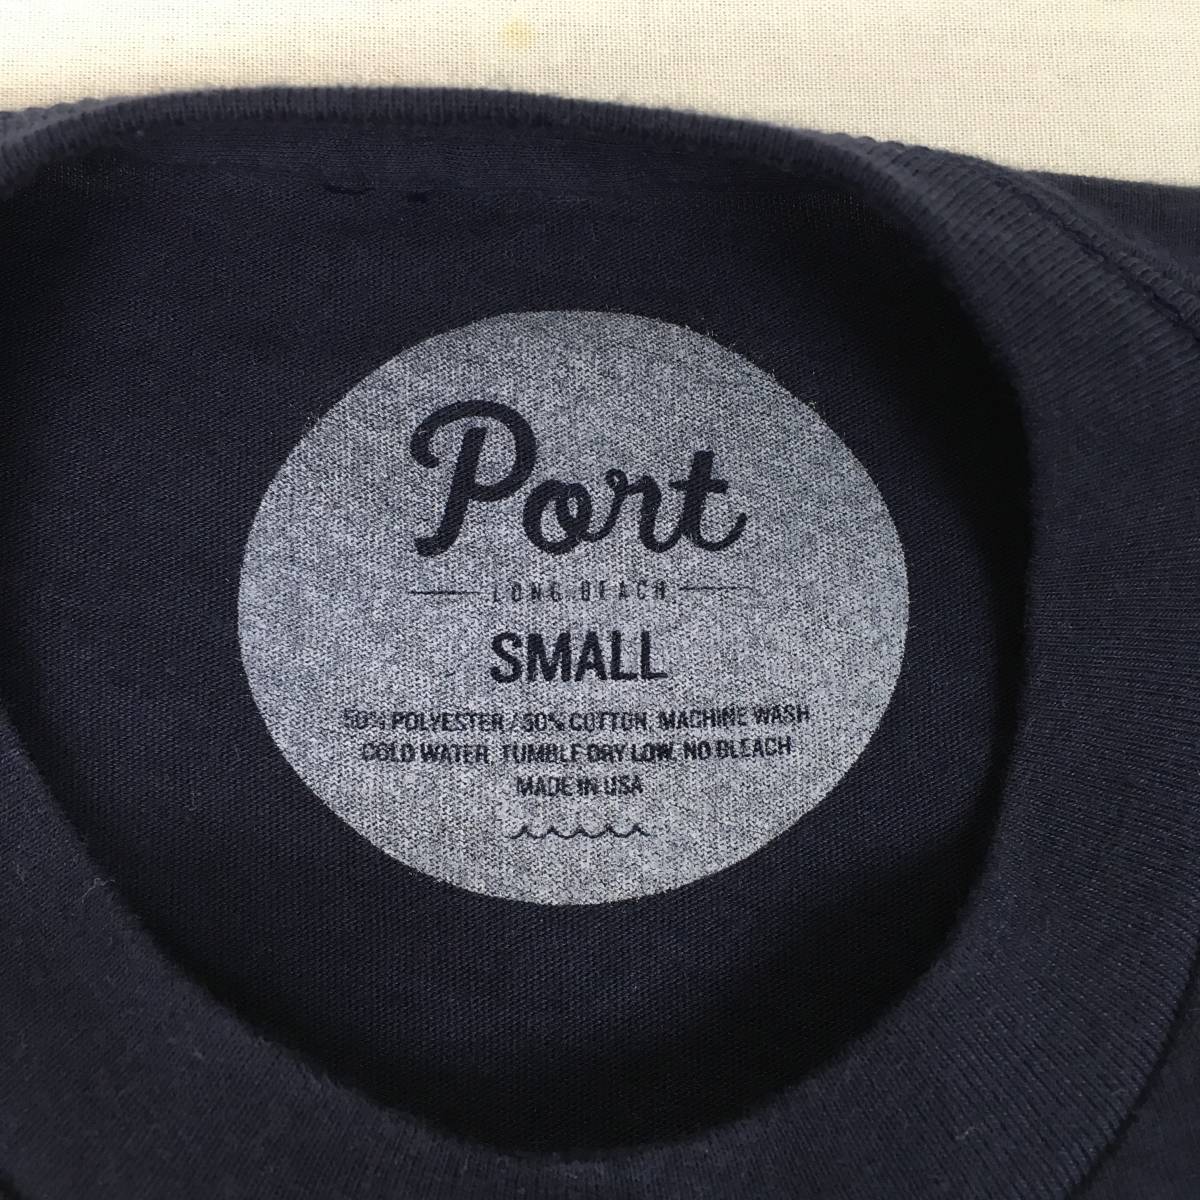 Port
LONG BEACH
SMALL
50% POLYESTER / 50% COTTON, MACHINE WASH
COLD WATER, TUMBLE DRY LOW, NO BLEACH
MADE IN USA